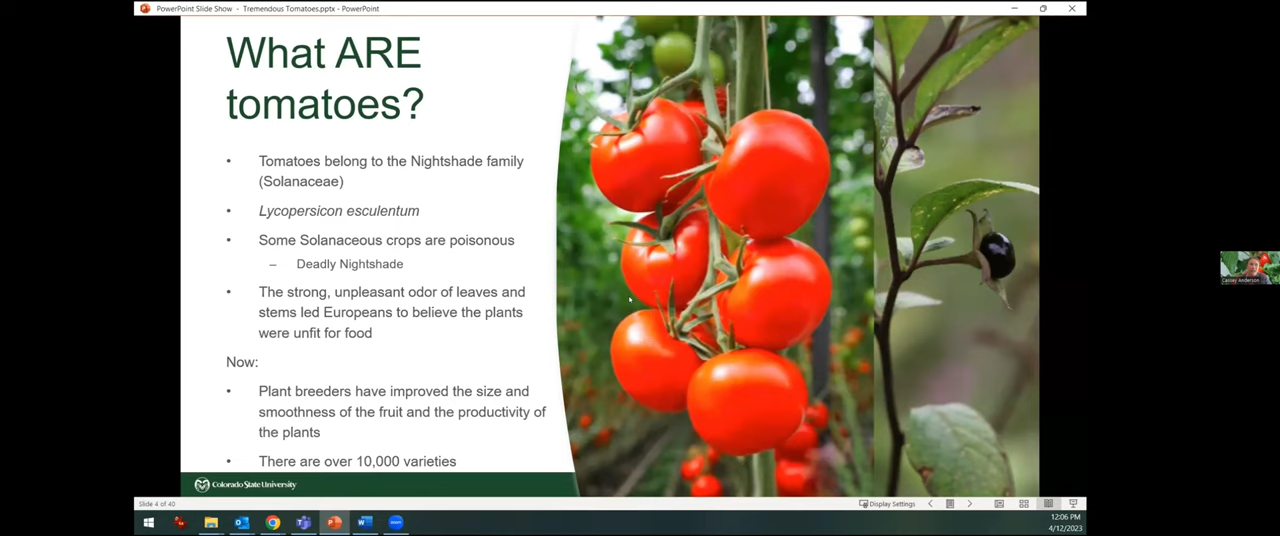 PowerPoint Slide Show - Tremendous Tomatoes.pptx - PowerPoint
What ARE
tomatoes?
• Tomatoes belong to the Nightshade family
(Solanaceae)
• Lycopersicon esculentum
• Some Solanaceous crops are poisonous
– Deadly Nightshade
• The strong, unpleasant odor of leaves and
stems led Europeans to believe the plants
were unfit for food
Now:
• Plant breeders have improved the size and
smoothness of the fruit and the productivity of
the plants
• There are over 10,000 varieties
Colorado State University
Cassey Anderson
Slide 4 of 40
Display Settings
12:06 PM
4/12/2023